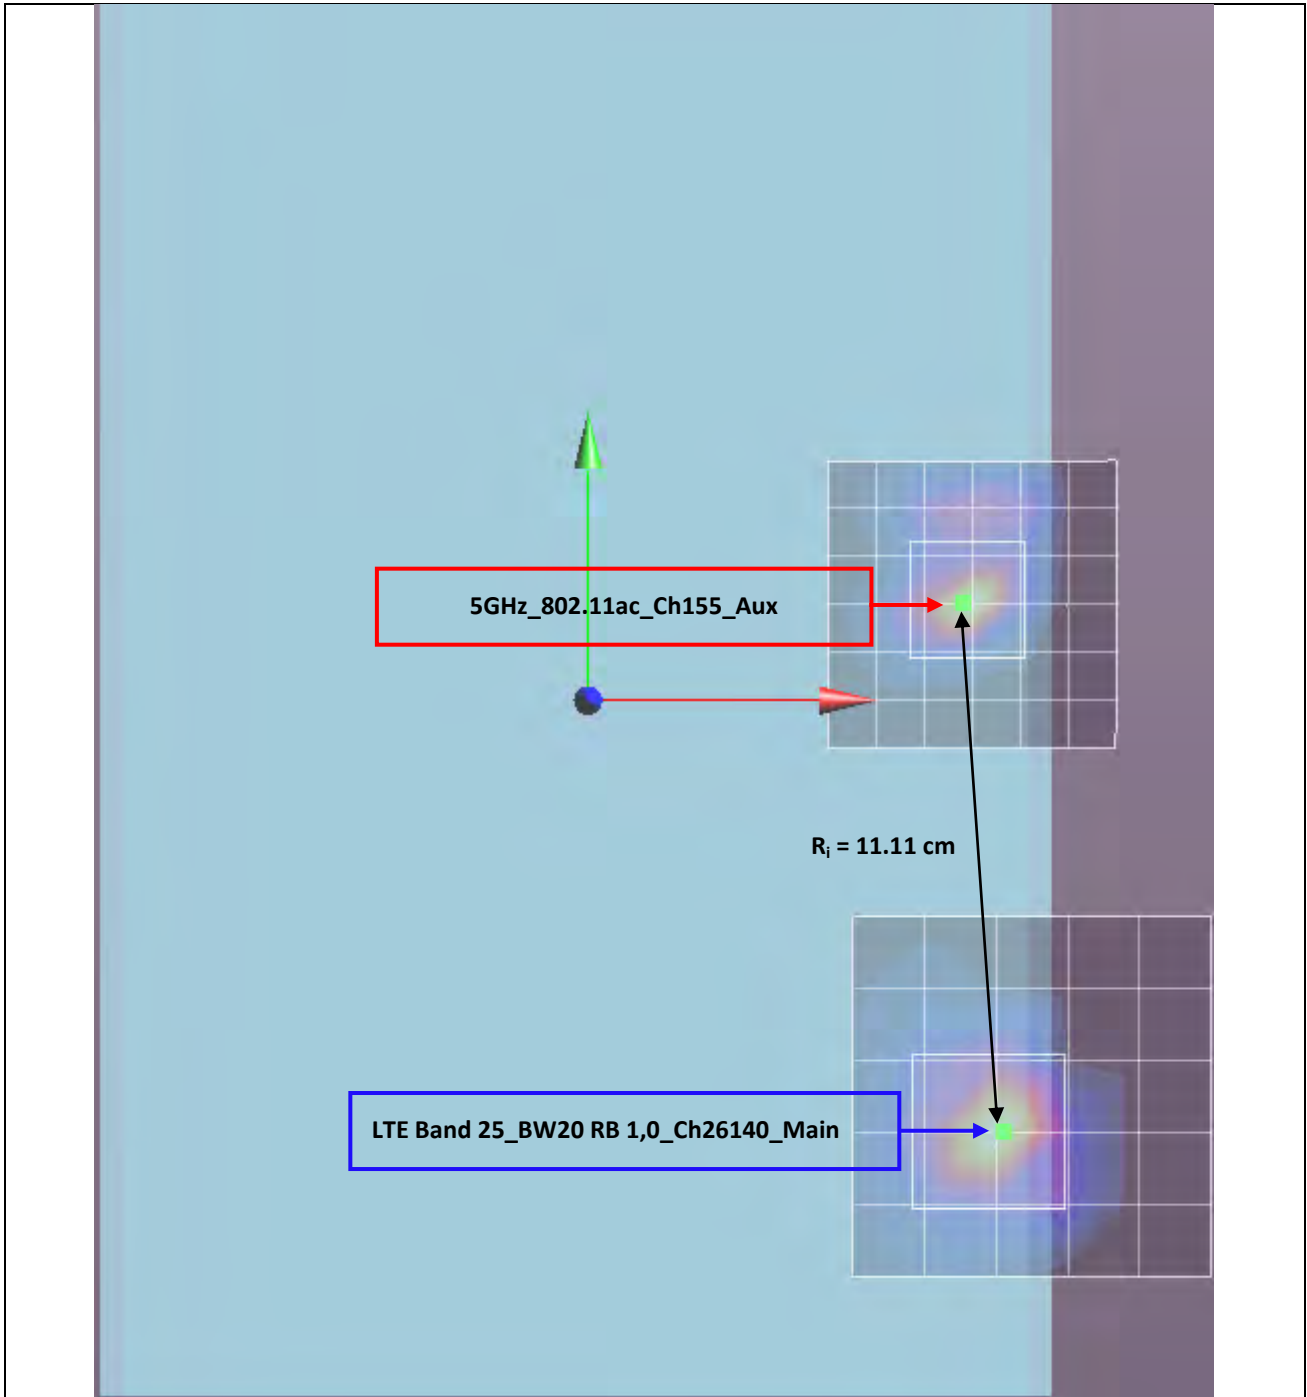 5GHz_802.11ac_Ch155_Aux
Rᵢ = 11.11 cm
LTE Band 25_BW20 RB 1,0_Ch26140_Main